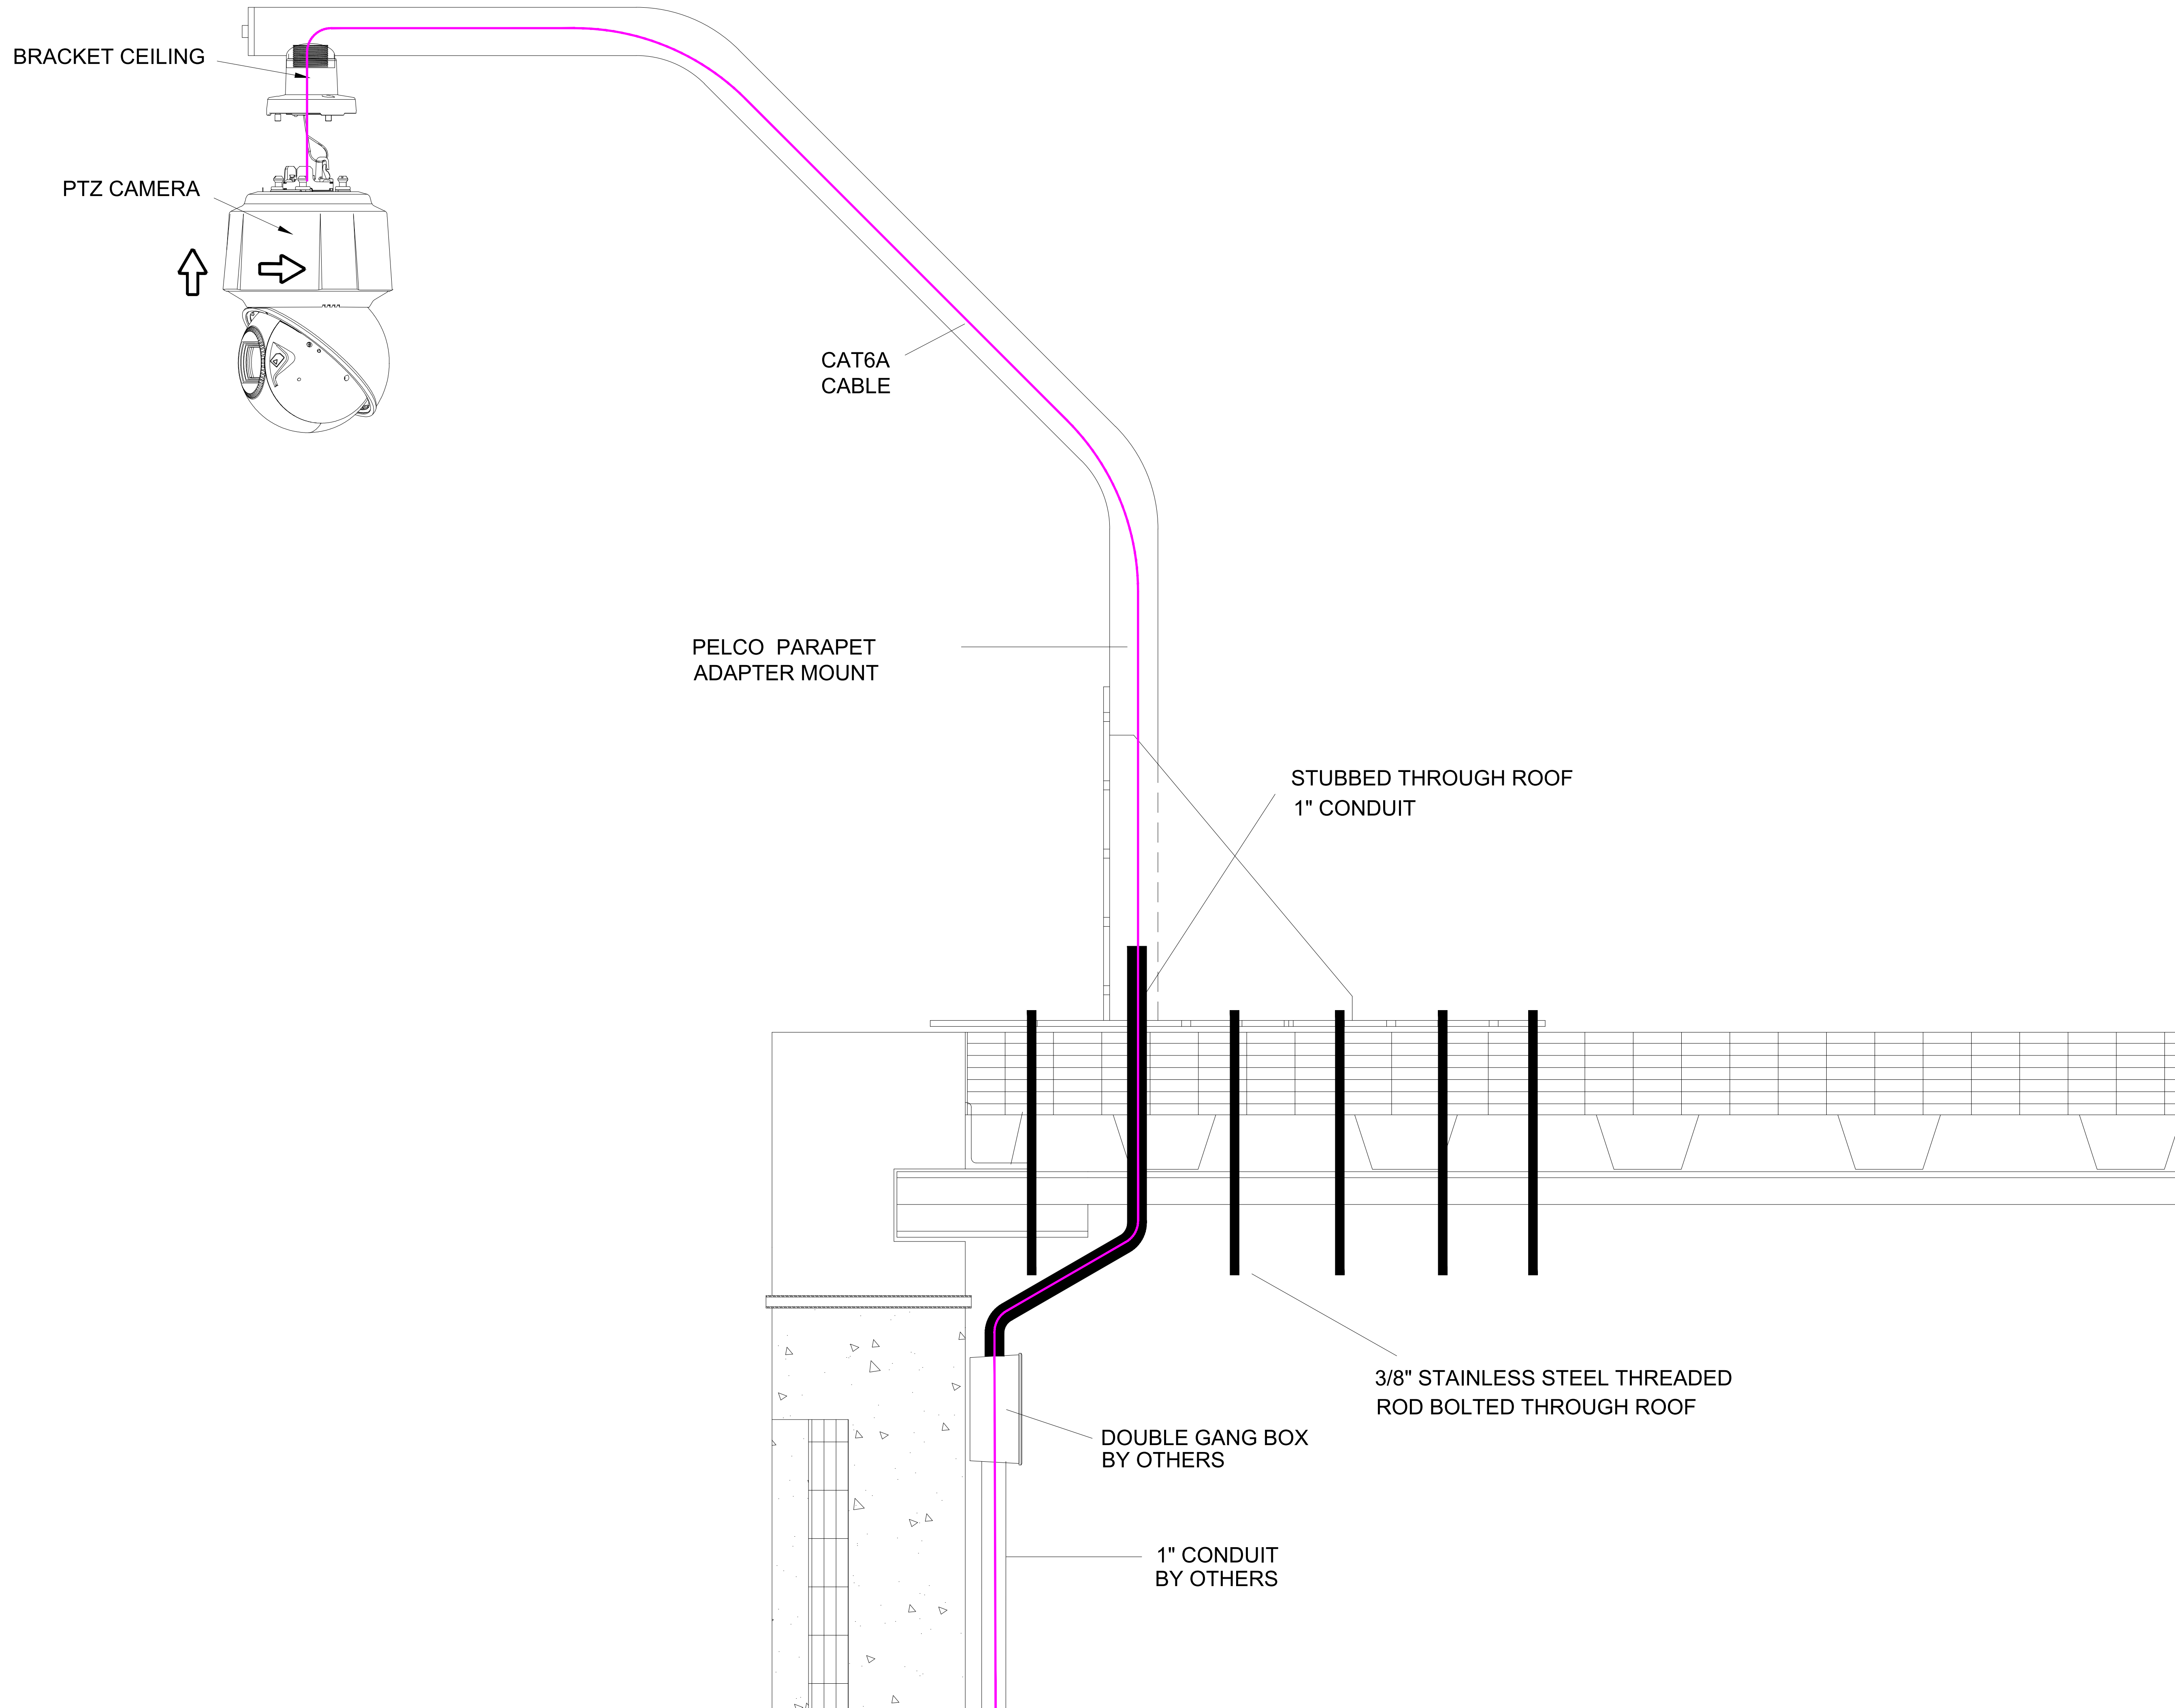 BRACKET CEILING
PTZ CAMERA
CAT6A
CABLE
PELCO PARAPET
ADAPTER MOUNT
STUBBED THROUGH ROOF
1" CONDUIT
3/8" STAINLESS STEEL THREADED
ROD BOLTED THROUGH ROOF
DOUBLE GANG BOX
BY OTHERS
1" CONDUIT
BY OTHERS